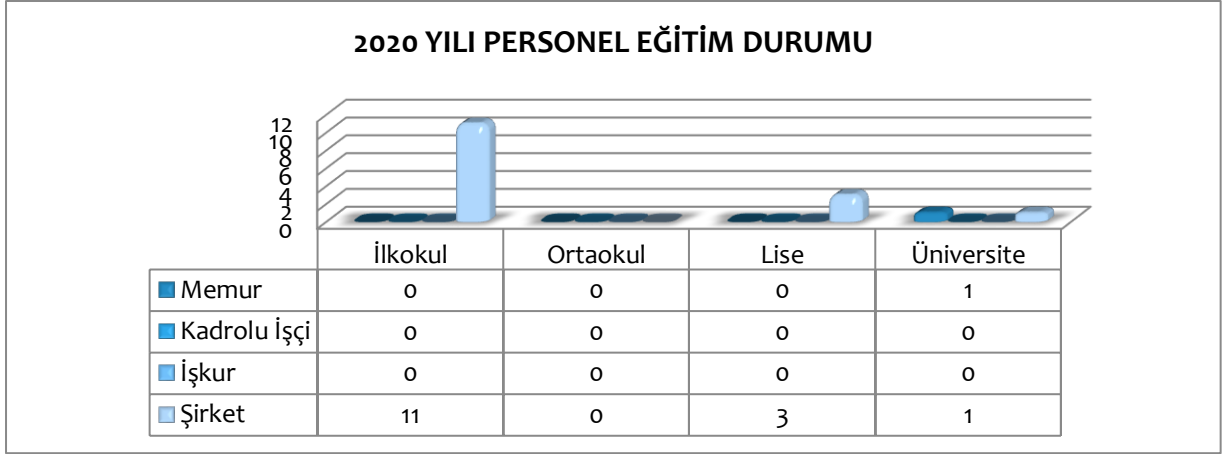 2020 YILI PERSONEL EĞİTİM DURUMU
12
10
8
6
4
2
0
İlkokul Ortaokul Lise Üniversite
Memur 0 0 0 1
Kadrolu İşçi 0 0 0 0
İşkur 0 0 0 0
Şirket 11 0 3 1